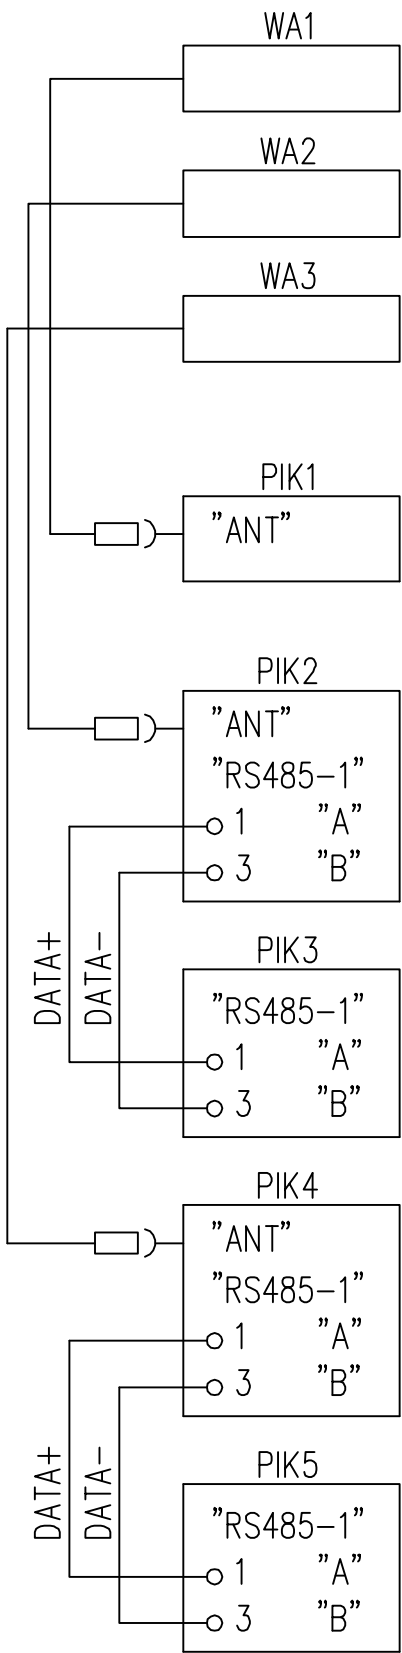 WA1
WA2
WA3
PIK1
"ANT"
PIK2
"ANT"
"RS485-1"
1 "A"
3 "B"
DATA+ DATA-
PIK3
"RS485-1"
1 "A"
3 "B"
PIK4
"ANT"
"RS485-1"
1 "A"
3 "B"
DATA+ DATA-
PIK5
"RS485-1"
1 "A"
3 "B"